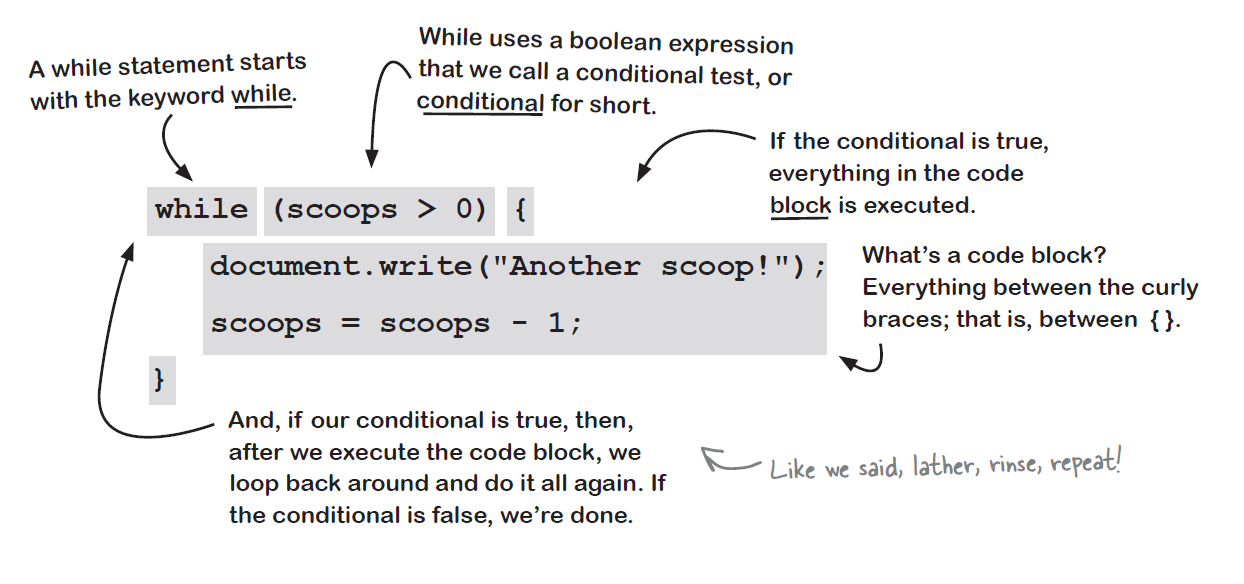 A while statement starts
with the keyword while.
While uses a boolean expression
that we call a conditional test, or
conditional for short.
If the conditional is true,
everything in the code
block is executed.
while (scoops > 0) {
document.write("Another scoop!");
scoops = scoops - 1;
}
What's a code block?
Everything between the curly
braces; that is, between { }.
And, if our conditional is true, then,
after we execute the code block, we
loop back around and do it all again. If
the conditional is false, we're done.
Like we said, lather, rinse, repeat!